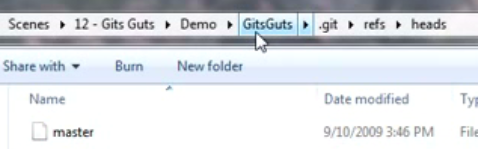 Scenes 12 - Gits Guts Demo GitsGuts .git refs heads
Share with Burn New folder
Name Date modified
master 9/10/2009 3:46 PM